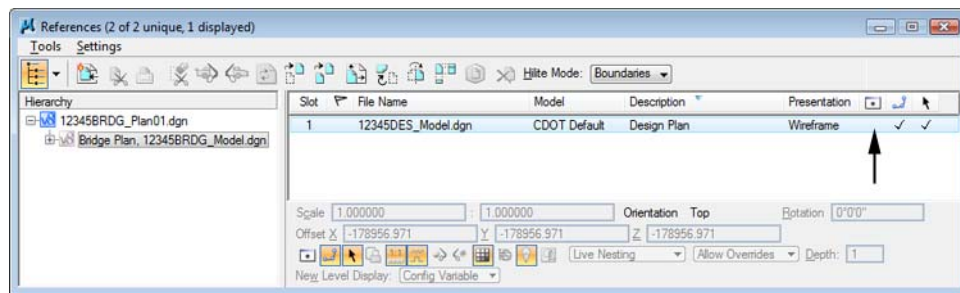 References (2 of 2 unique, 1 displayed)
Tools Settings
Hilite Mode: Boundaries
Hierarchy
12345BRDG_Plan01.dgn
Bridge Plan, 12345BRDG_Model.dgn
Slot File Name Model Description Presentation
1 12345DES_Model.dgn CDOT Default Design Plan Wireframe
Scale 1.000000 : 1.000000 Orientation Top Rotation 0°0'0"
Offset X -178956.971 Y -178956.971 Z -178956.971
1:1 Live Nesting Allow Overrides Depth: 1
New Level Display: Config Variable